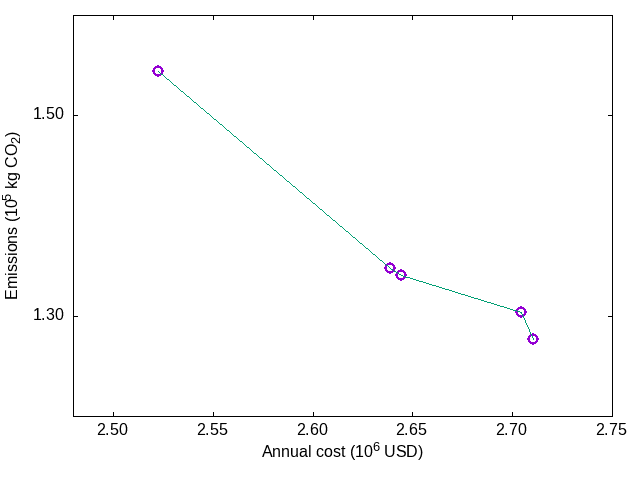 1.50
1.30
Emissions (10⁵ kg CO₂)
2.50 2.55 2.60 2.65 2.70 2.75
Annual cost (10⁶ USD)